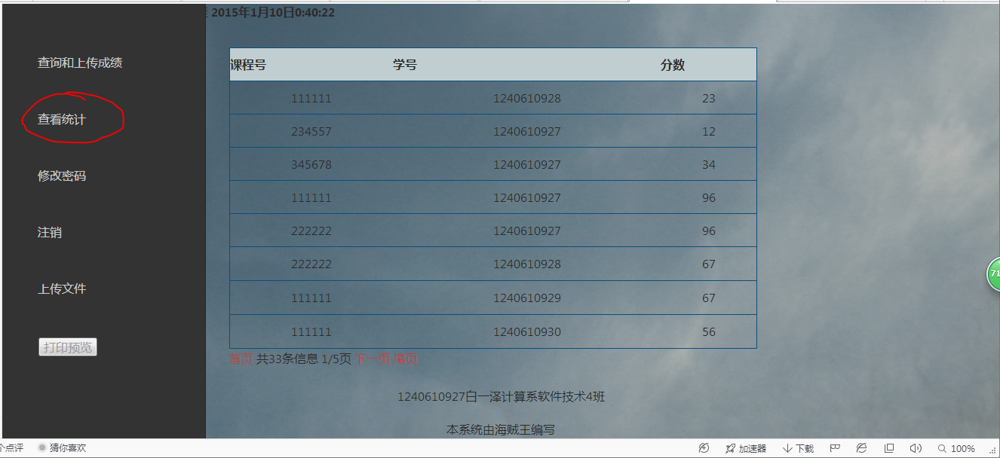 2015年1月10日0:40:22
查询和上传成绩
查看统计
修改密码
注销
上传文件
打印预览
课程号 学号 分数
111111 1240610928 23
234557 1240610927 12
345678 1240610927 34
111111 1240610927 96
222222 1240610927 96
222222 1240610928 67
111111 1240610929 67
111111 1240610930 56
首页 共33条信息 1/5页 下一页 尾页
1240610927白一泽计算系软件技术4班
本系统由海贼王编写
71
个点评 猜你喜欢 加速器 下载 100%